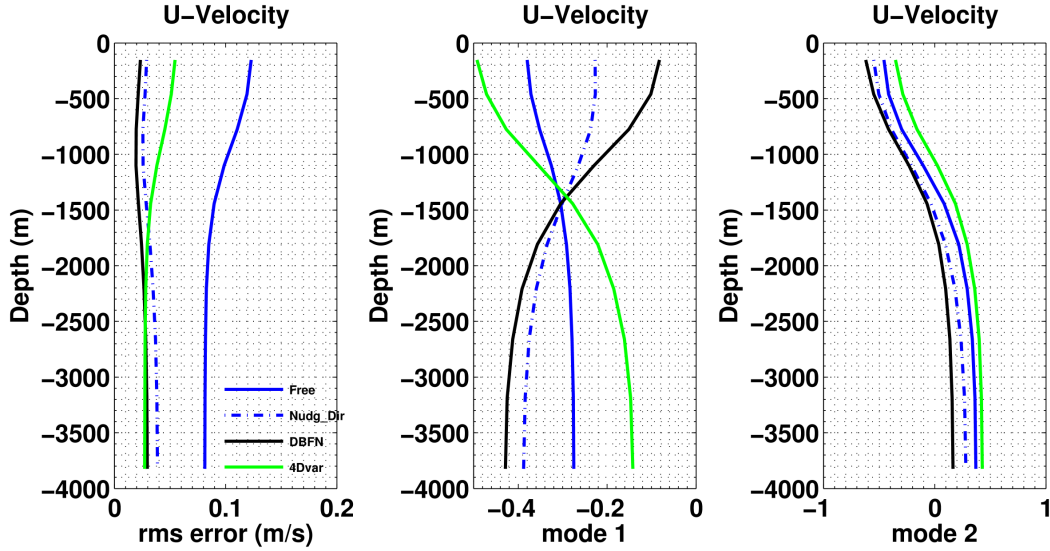 U−Velocity
0
−500
−1000
−1500
−2000
−2500
−3000
−3500
−4000
Depth (m)
0
0.1
0.2
rms error (m/s)
Free
Nudg_Dir
DBFN
4Dvar
U−Velocity
0
−500
−1000
−1500
−2000
−2500
−3000
−3500
−4000
Depth (m)
−0.4
−0.2
0
mode 1
U−Velocity
0
−500
−1000
−1500
−2000
−2500
−3000
−3500
−4000
Depth (m)
−1
0
1
mode 2